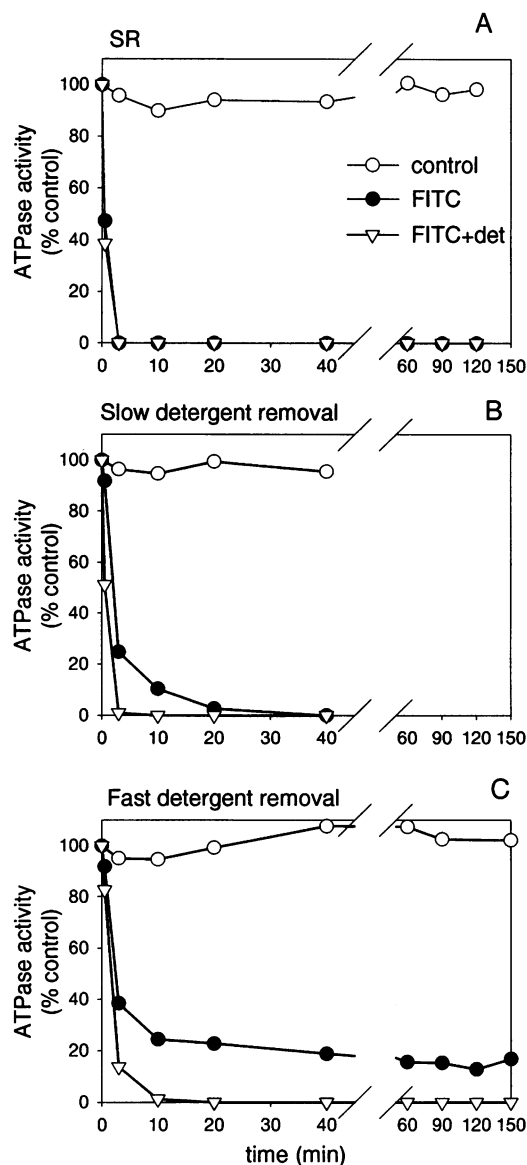 SR
A
ATPase activity
(% control)
100
80
60
40
20
0
control
FITC
FITC+det
0 10 20 30 40 60 90 120 150
Slow detergent removal
B
ATPase activity
(% control)
100
80
60
40
20
0
0 10 20 30 40 60 90 120 150
Fast detergent removal
C
ATPase activity
(% control)
100
80
60
40
20
0
0 10 20 30 40 60 90 120 150
time (min)